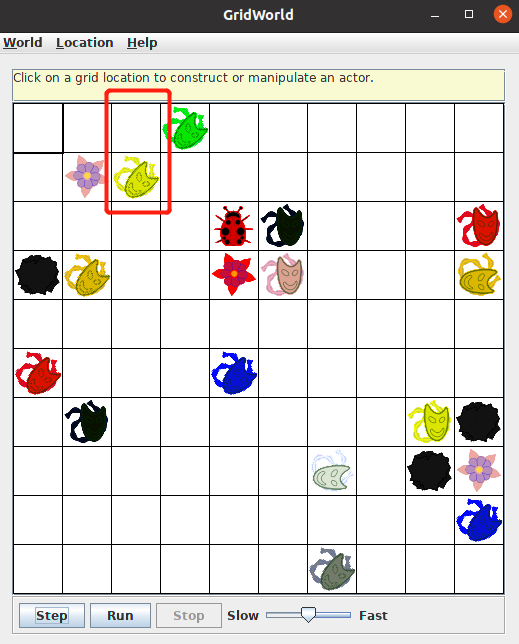 GridWorld
World Location Help
Click on a grid location to construct or manipulate an actor.
Step Run Stop Slow Fast